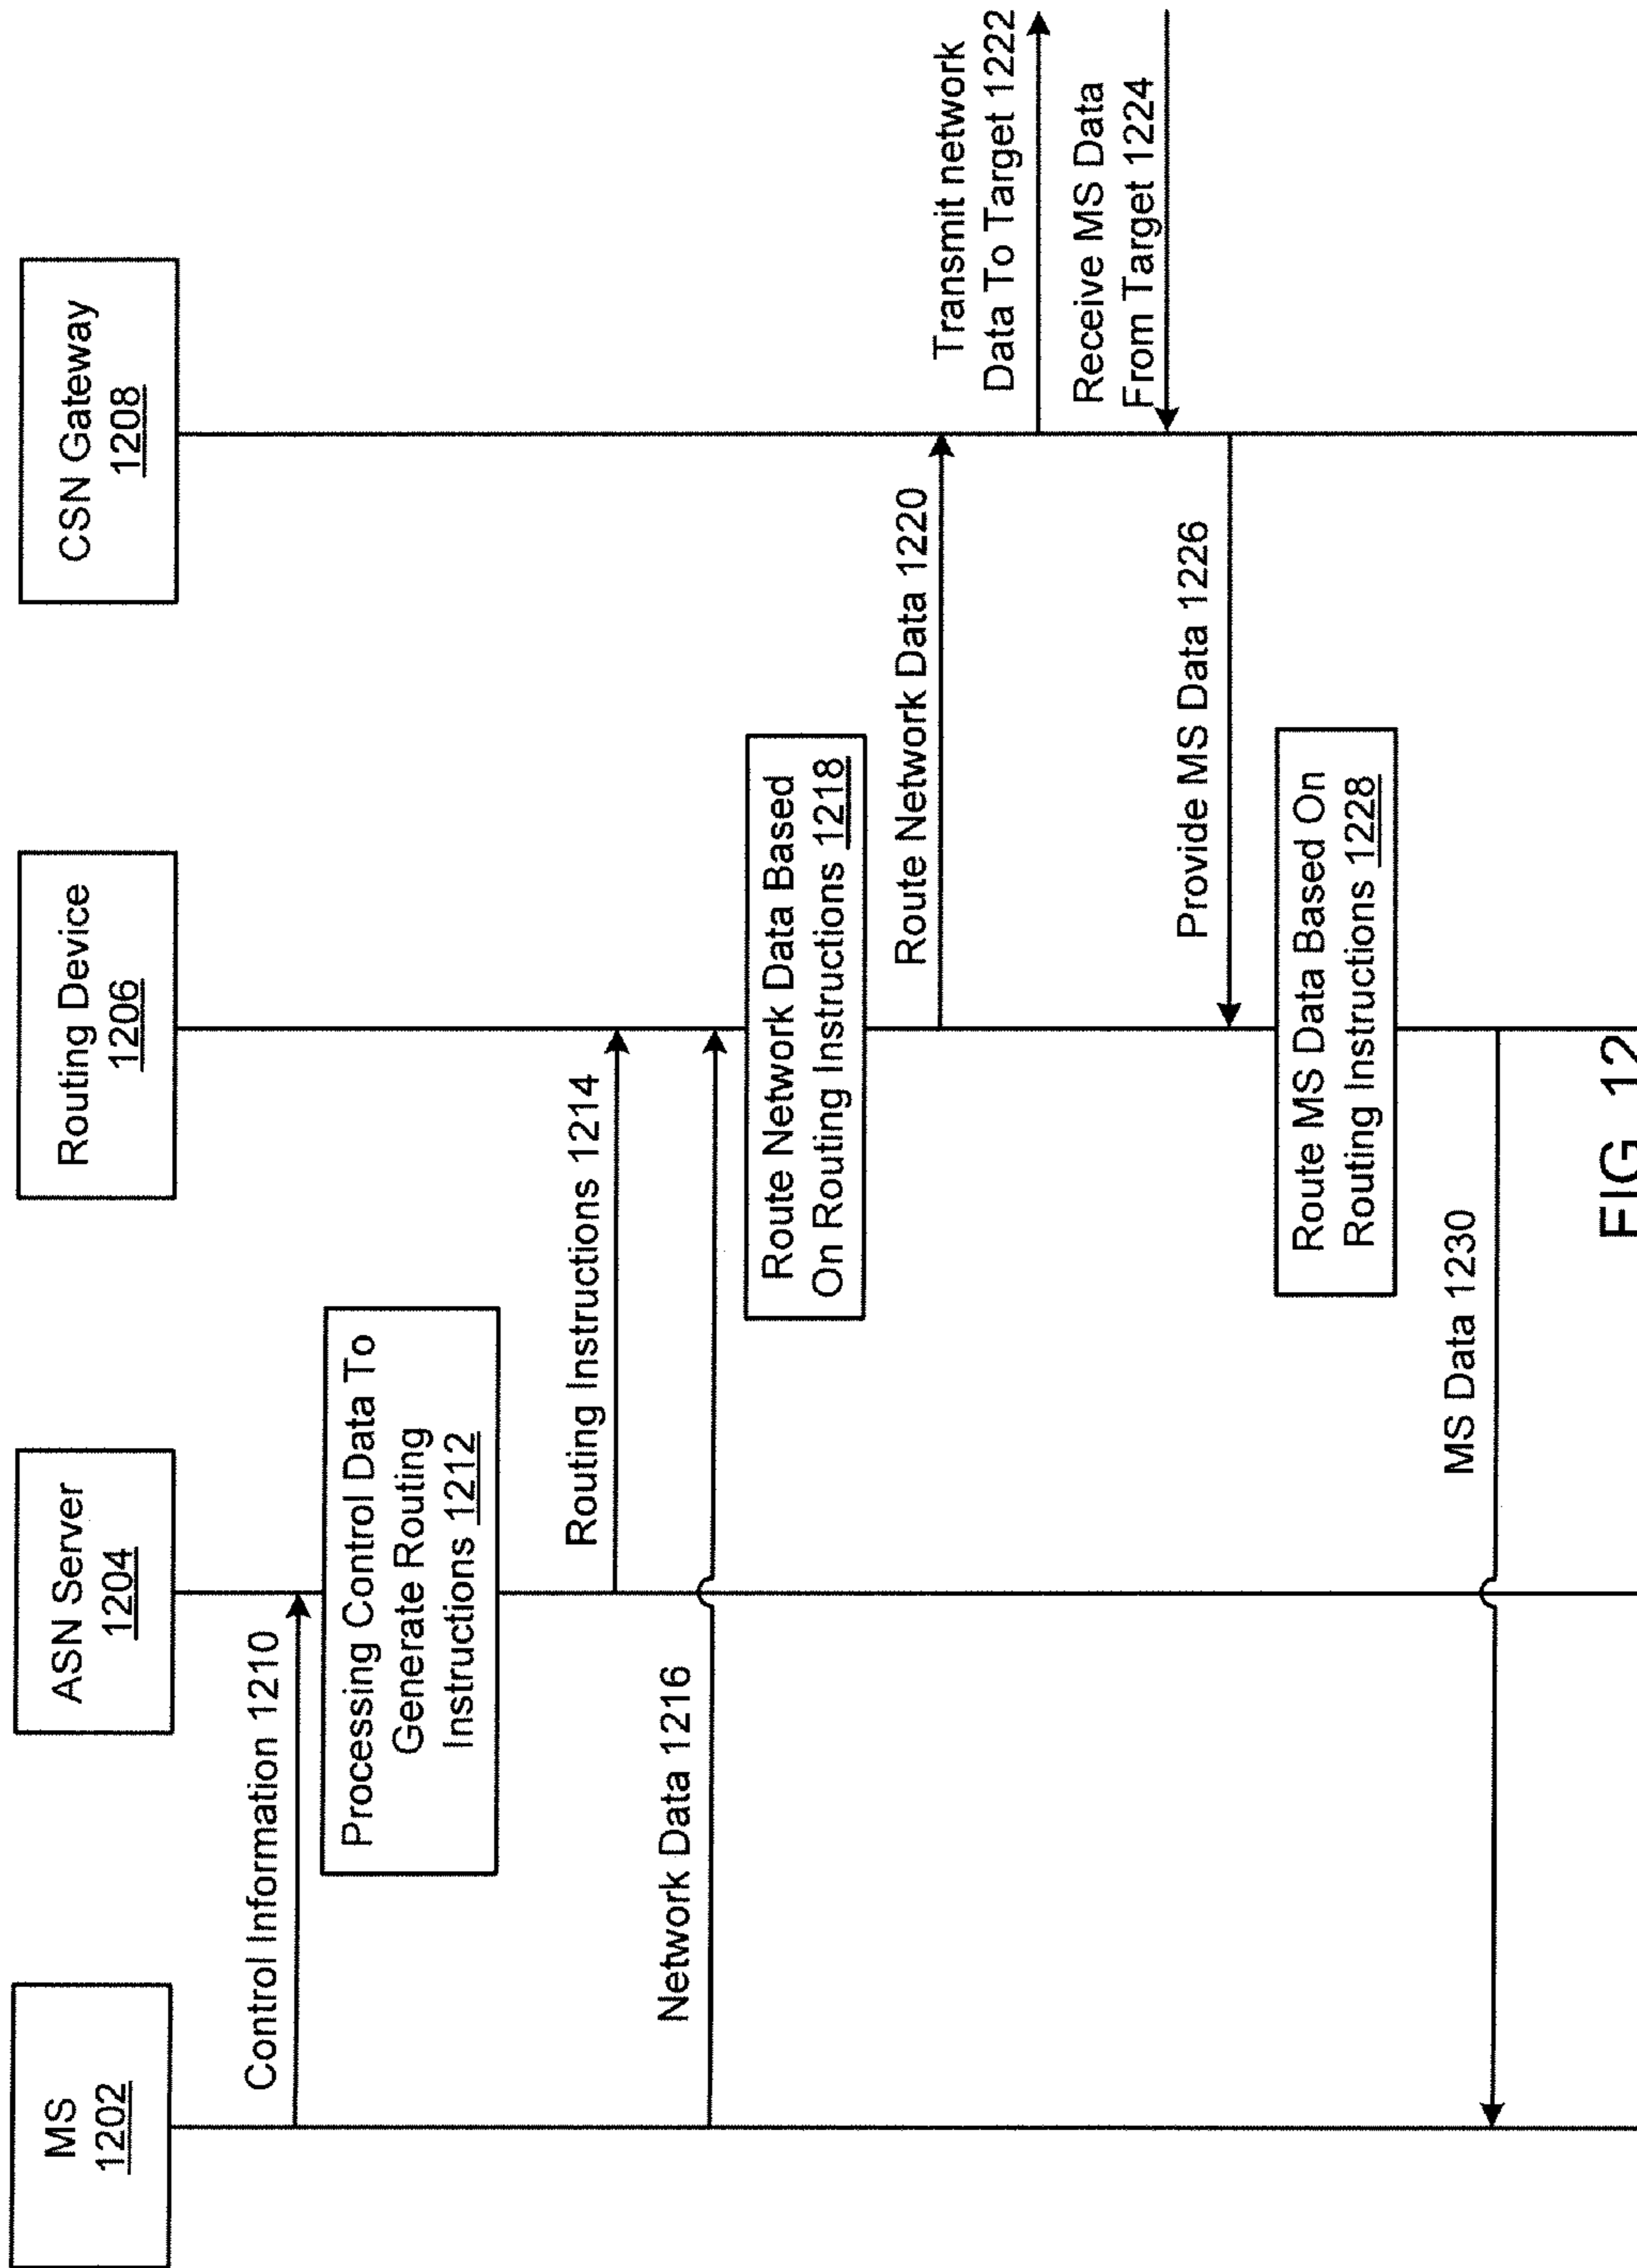 MS
1202
ASN Server
1204
Routing Device
1206
CSN Gateway
1208
Control Information 1210
Processing Control Data To
Generate Routing
Instructions 1212
Routing Instructions 1214
Network Data 1216
Route Network Data Based
On Routing Instructions 1218
Route Network Data 1220
Transmit network
Data To Target 1222
Receive MS Data
From Target 1224
Provide MS Data 1226
Route MS Data Based On
Routing Instructions 1228
MS Data 1230
FIG. 12